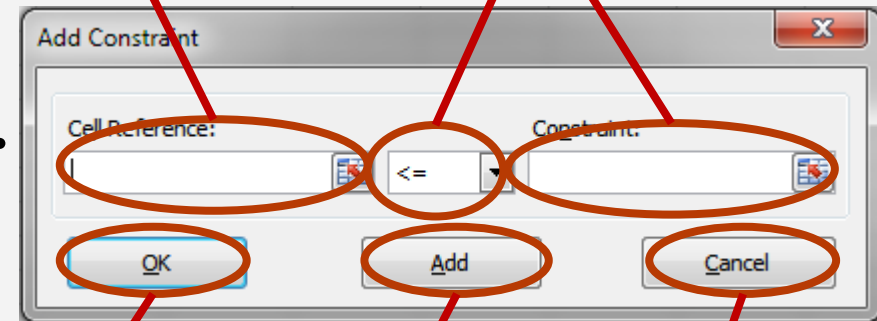 Add Constraint
Cell Reference:
Constraint:
<=
OK
Add
Cancel